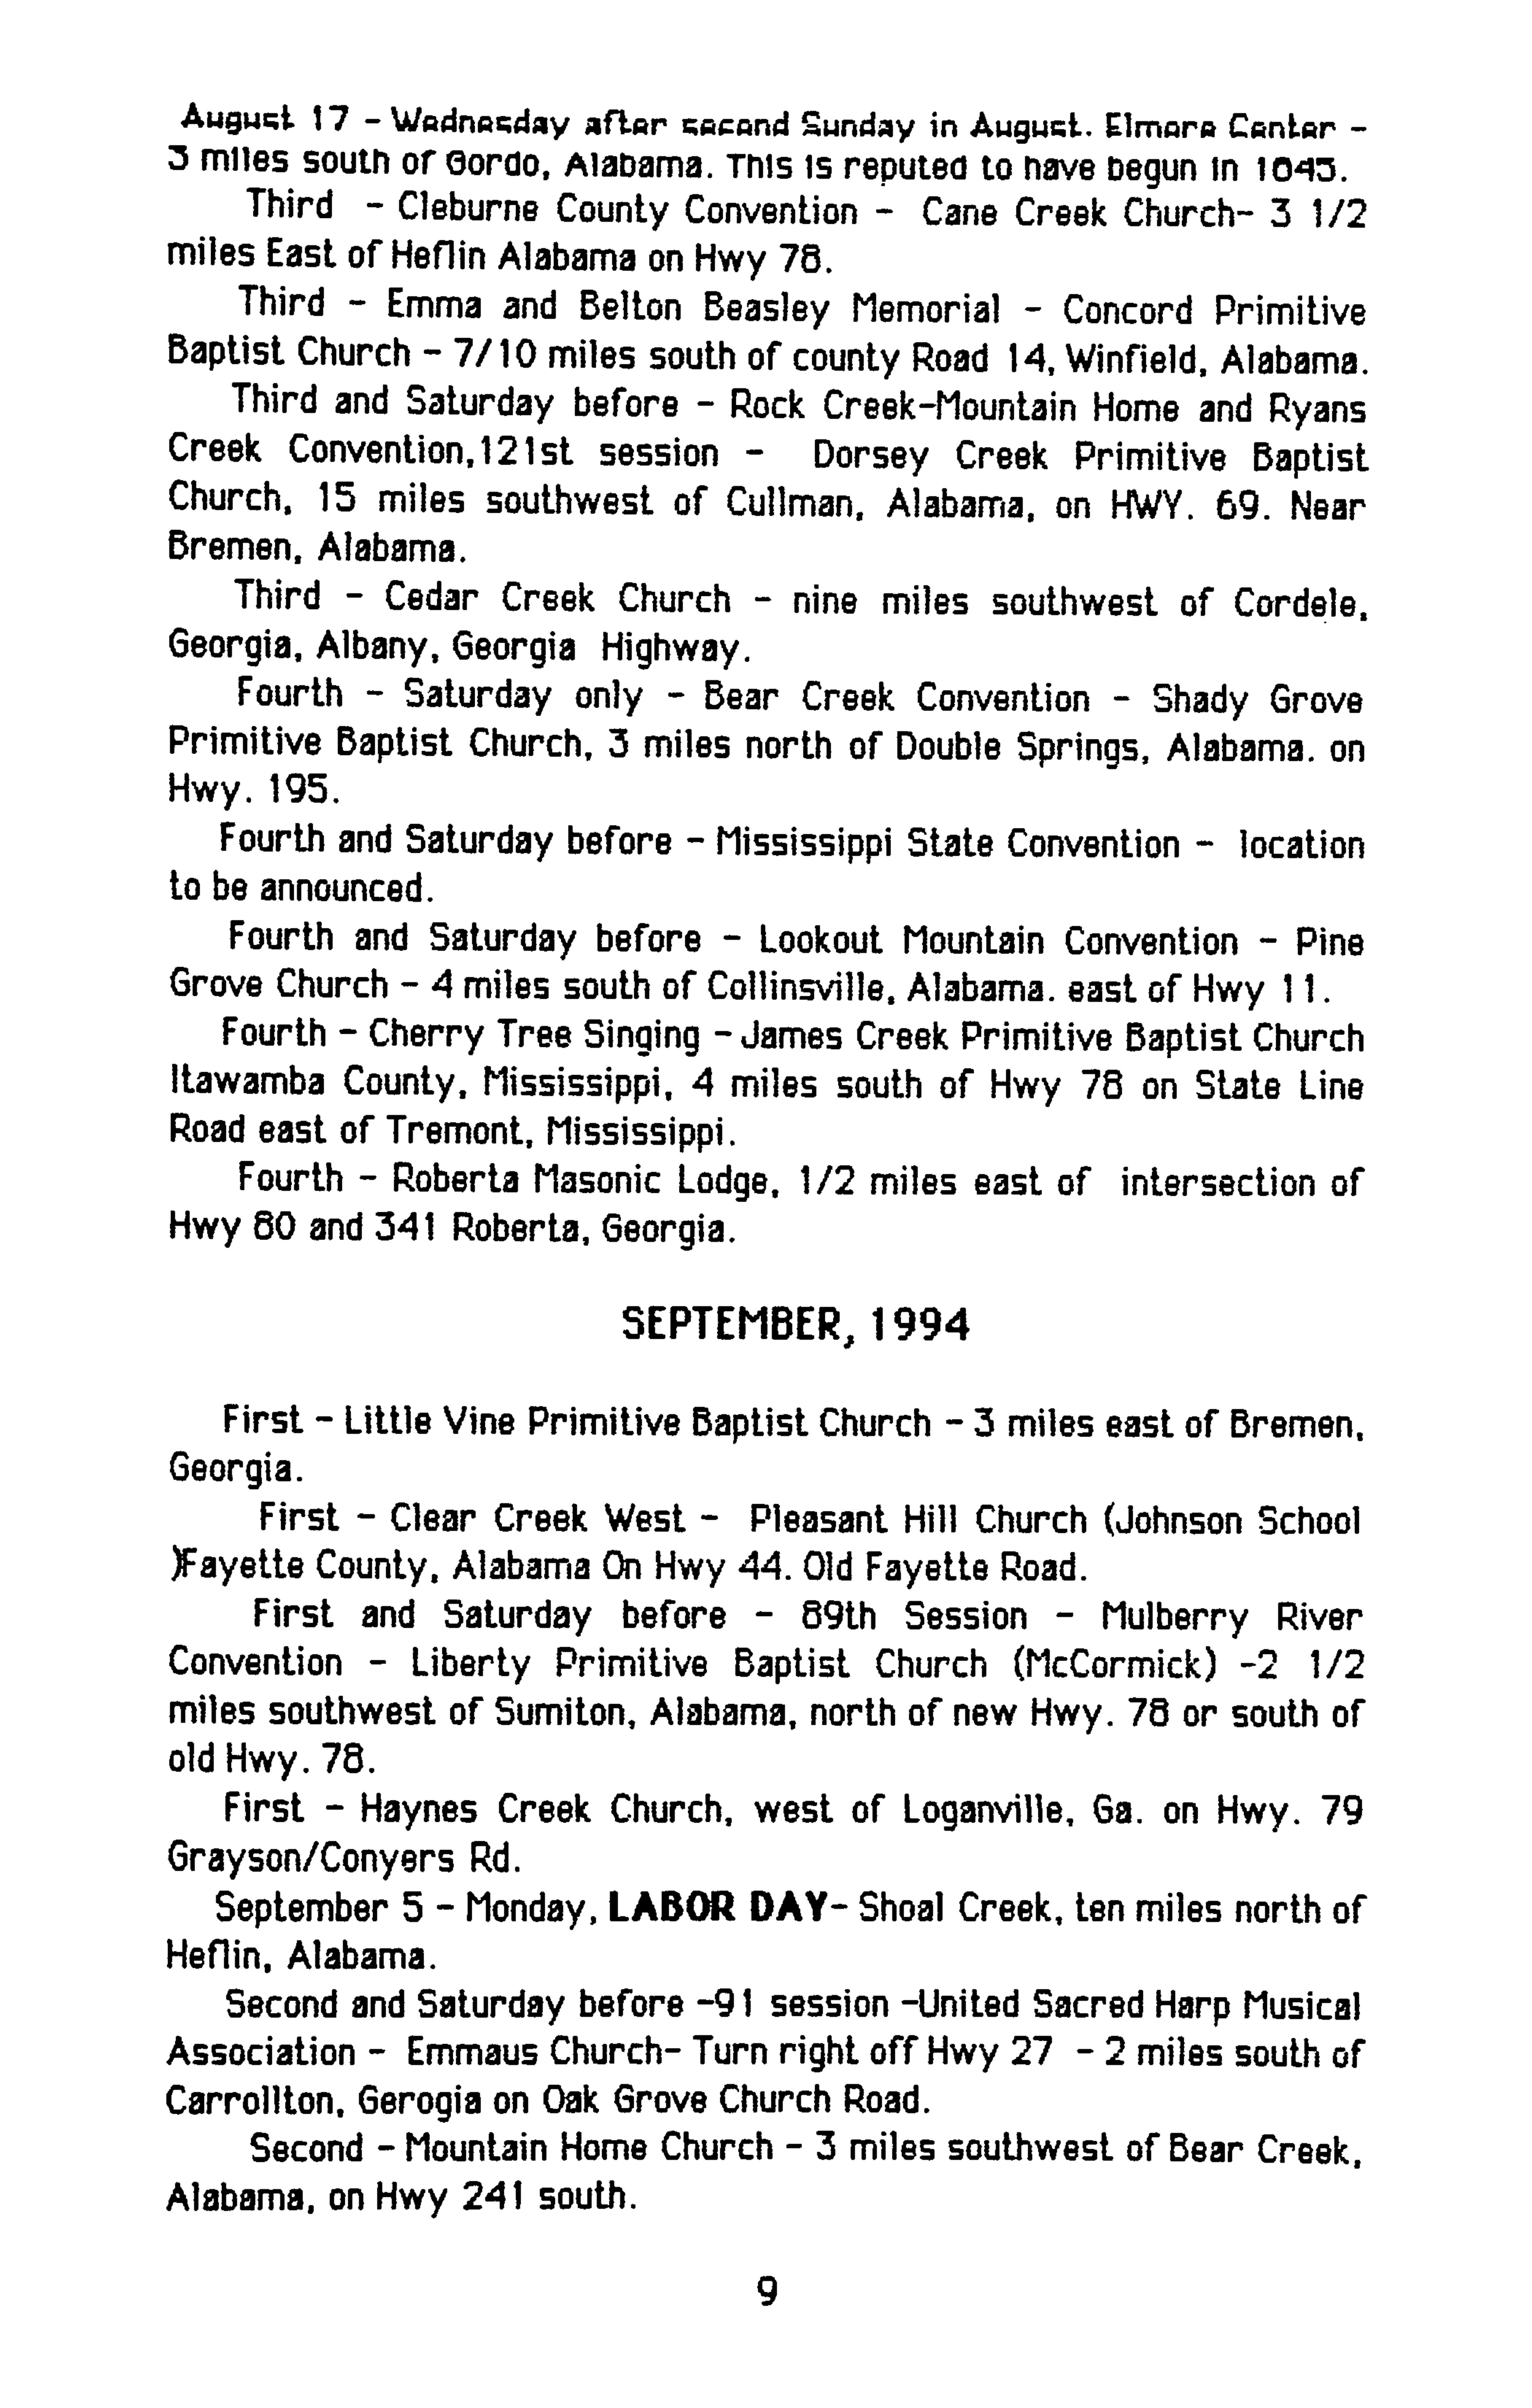 August 17 - Wednesday after second Sunday in August. Elmore Center -
3 miles south of Gordo, Alabama. This is reputed to have begun in
Third - Cleburne County Convention - Cane Creek Church- 3 1/2
miles East of Heflin Alabama on Hwy 78.
Third - Emma and Belton Beasley Memorial - Concord Primitive
Baptist Church - 7/10 miles south of county Road 14, Winfield, Alabama.
Third and Saturday before - Rock Creek-Mountain Home and Ryans
Creek Convention,121st session - Dorsey Creek Primitive Baptist
Church, 15 miles southwest of Cullman, Alabama, on HWY. 69. Near
Bremen, Alabama.
Third - Cedar Creek Church - nine miles southwest of Cordele,
Georgia, Albany, Georgia Highway.
Fourth - Saturday only - Bear Creek Convention - Shady Grove
Primitive Baptist Church, 3 miles north of Double Springs, Alabama. on
Hwy. 195.
Fourth and Saturday before - Mississippi State Convention - location
to be announced.
Fourth and Saturday before - Lookout Mountain Convention - Pine
Grove Church - 4 miles south of Collinsville, Alabama. east of Hwy 11.
Fourth - Cherry Tree Singing - James Creek Primitive Baptist Church
Itawamba County, Mississippi, 4 miles south of Hwy 78 on State Line
Road east of Tremont, Mississippi.
Fourth - Roberta Masonic Lodge, 1/2 miles east of intersection of
Hwy 80 and 341 Roberta, Georgia.
SEPTEMBER, 1994
First - Little Vine Primitive Baptist Church - 3 miles east of Bremen,
Georgia.
First - Clear Creek West - Pleasant Hill Church (Johnson School
)Fayette County, Alabama On Hwy 44. Old Fayette Road.
First and Saturday before - 89th Session - Mulberry River
Convention - Liberty Primitive Baptist Church (McCormick) -2 1/2
miles southwest of Sumiton, Alabama, north of new Hwy. 78 or south of
old Hwy. 78.
First - Haynes Creek Church, west of Loganville, Ga. on Hwy. 79
Grayson/Conyers Rd.
September 5 - Monday, LABOR DAY- Shoal Creek, ten miles north of
Heflin, Alabama.
Second and Saturday before -91 session -United Sacred Harp Musical
Association - Emmaus Church- Turn right off Hwy 27 - 2 miles south of
Carrollton, Gerogia on Oak Grove Church Road.
Second - Mountain Home Church - 3 miles southwest of Bear Creek,
Alabama, on Hwy 241 south.
9